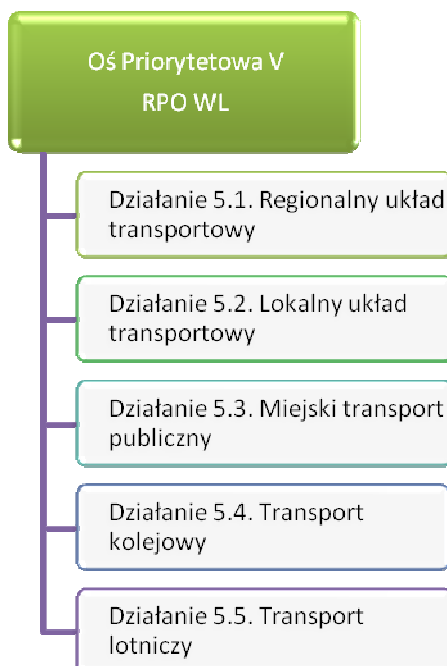 Oś Priorytetowa V
RPO WL
Działanie 5.1. Regionalny układ
transportowy
Działanie 5.2. Lokalny układ
transportowy
Działanie 5.3. Miejski transport
publiczny
Działanie 5.4. Transport
kolejowy
Działanie 5.5. Transport
lotniczy